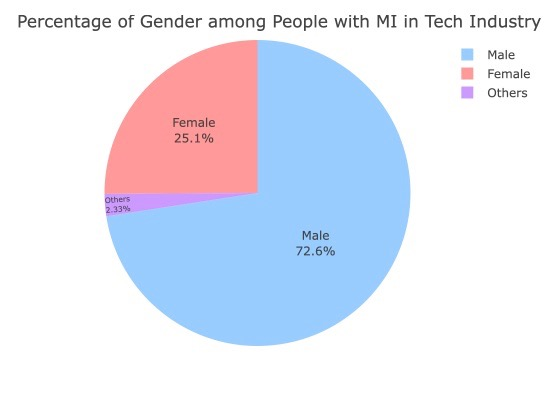 Percentage of Gender among People with MI in Tech Industry
Male
Female
Others
Female
25.1%
Others
2.33%
Male
72.6%